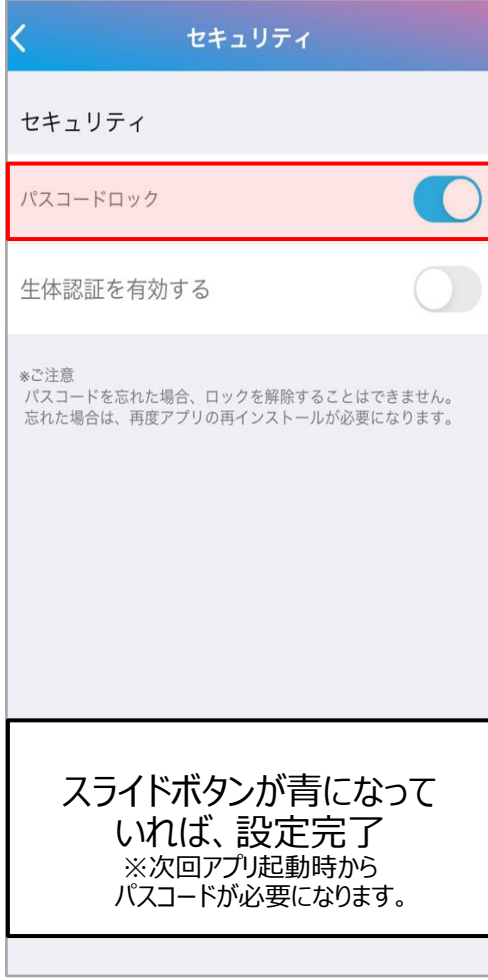 セキュリティ
セキュリティ
パスコードロック
生体認証を有効する
※ご注意
パスコードを忘れた場合、ロックを解除することはできません。
忘れた場合は、再度アプリの再インストールが必要になります。
スライドボタンが青になって
いれば、設定完了
※次回アプリ起動時から
パスコードが必要になります。